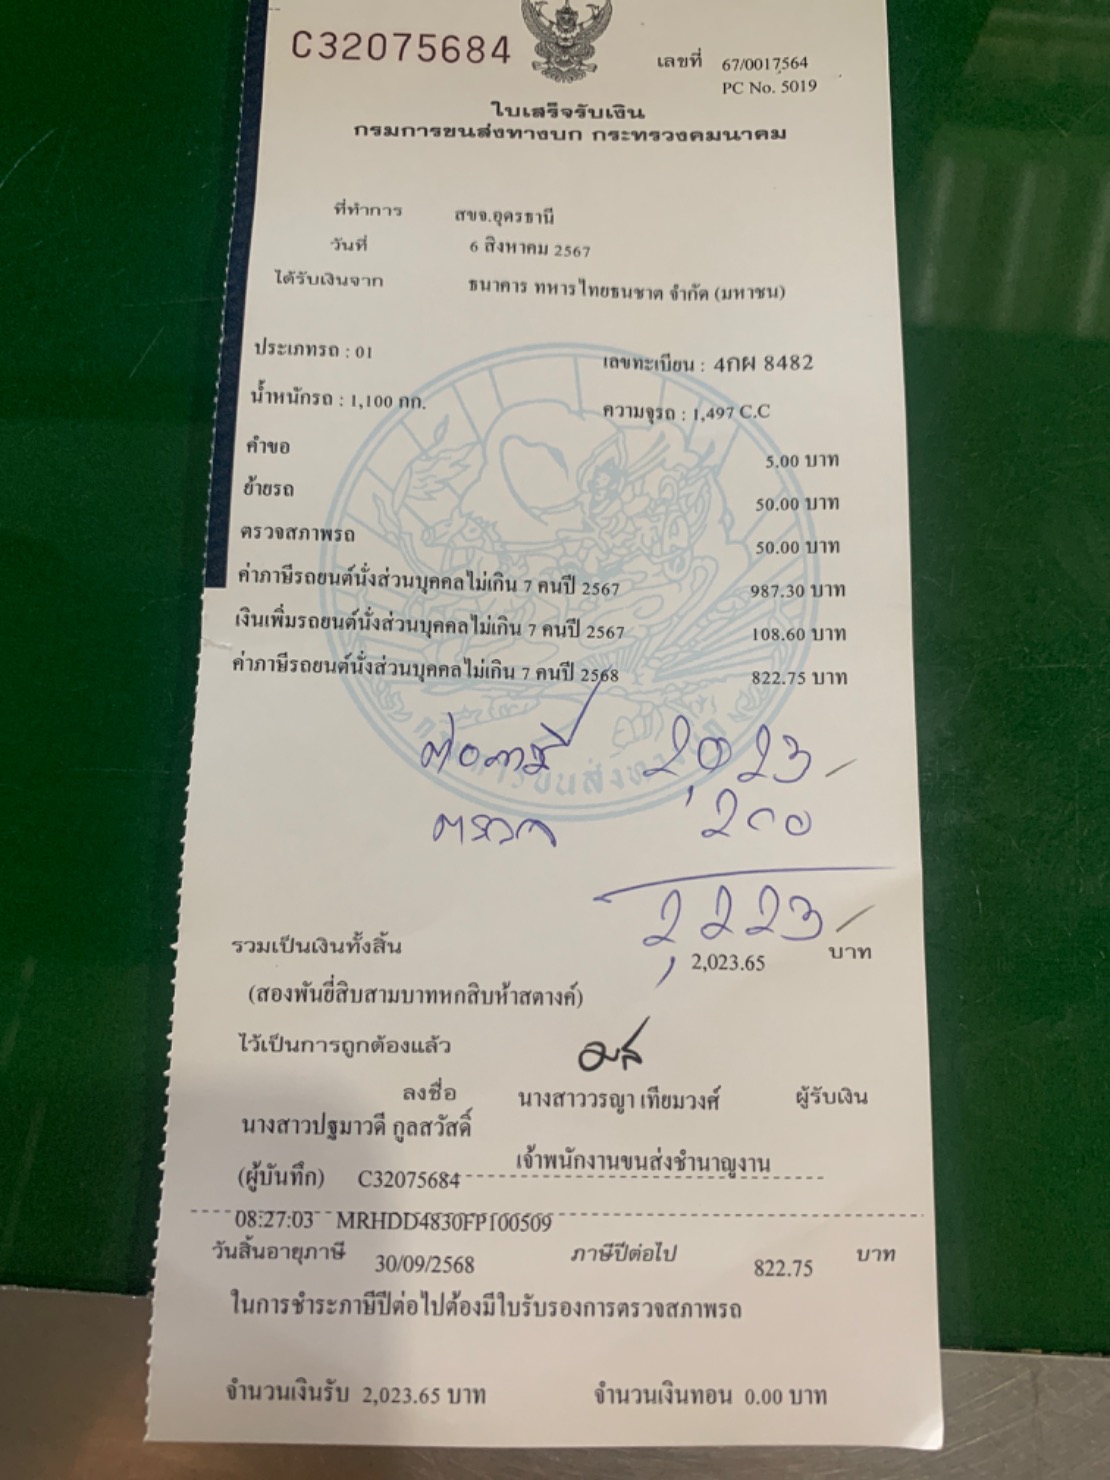 C32075684
เลขที่ 67/0017564
PC No. 5019
ใบเสร็จรับเงิน
กรมการขนส่งทางบก กระทรวงคมนาคม
ที่ทำการ สขจ.อุดรธานี
วันที่ 6 สิงหาคม 2567
ได้รับเงินจาก ธนาคาร ทหารไทยธนชาต จำกัด (มหาชน)
ประเภทรถ : 01 เลขทะเบียน : 4กผ 8482
น้ำหนักรถ : 1,100 กก. ความจุรถ : 1,497 C.C
คำขอ 5.00 บาท
ย้ายรถ 50.00 บาท
ตรวจสภาพรถ 50.00 บาท
ค่าภาษีรถยนต์นั่งส่วนบุคคลไม่เกิน 7 คนปี 2567 987.30 บาท
เงินเพิ่มรถยนต์นั่งส่วนบุคคลไม่เกิน 7 คนปี 2567 108.60 บาท
ค่าภาษีรถยนต์นั่งส่วนบุคคลไม่เกิน 7 คนปี 2568 822.75 บาท
ต่อภาษี 2,023
ตรวจ 200
2,223
รวมเป็นเงินทั้งสิ้น 2,023.65 บาท
(สองพันยี่สิบสามบาทหกสิบห้าสตางค์)
ไว้เป็นการถูกต้องแล้ว
ลงชื่อ นางสาววรญา เทียมวงศ์ ผู้รับเงิน
นางสาวปฐมาวดี กูลสวัสดิ์
เจ้าพนักงานขนส่งชำนาญงาน
(ผู้บันทึก) C32075684
08:27:03 MRHDD4830FP100509
วันสิ้นอายุภาษี 30/09/2568 ภาษีปีต่อไป 822.75 บาท
ในการชำระภาษีปีต่อไปต้องมีใบรับรองการตรวจสภาพรถ
จำนวนเงินรับ 2,023.65 บาท จำนวนเงินทอน 0.00 บาท